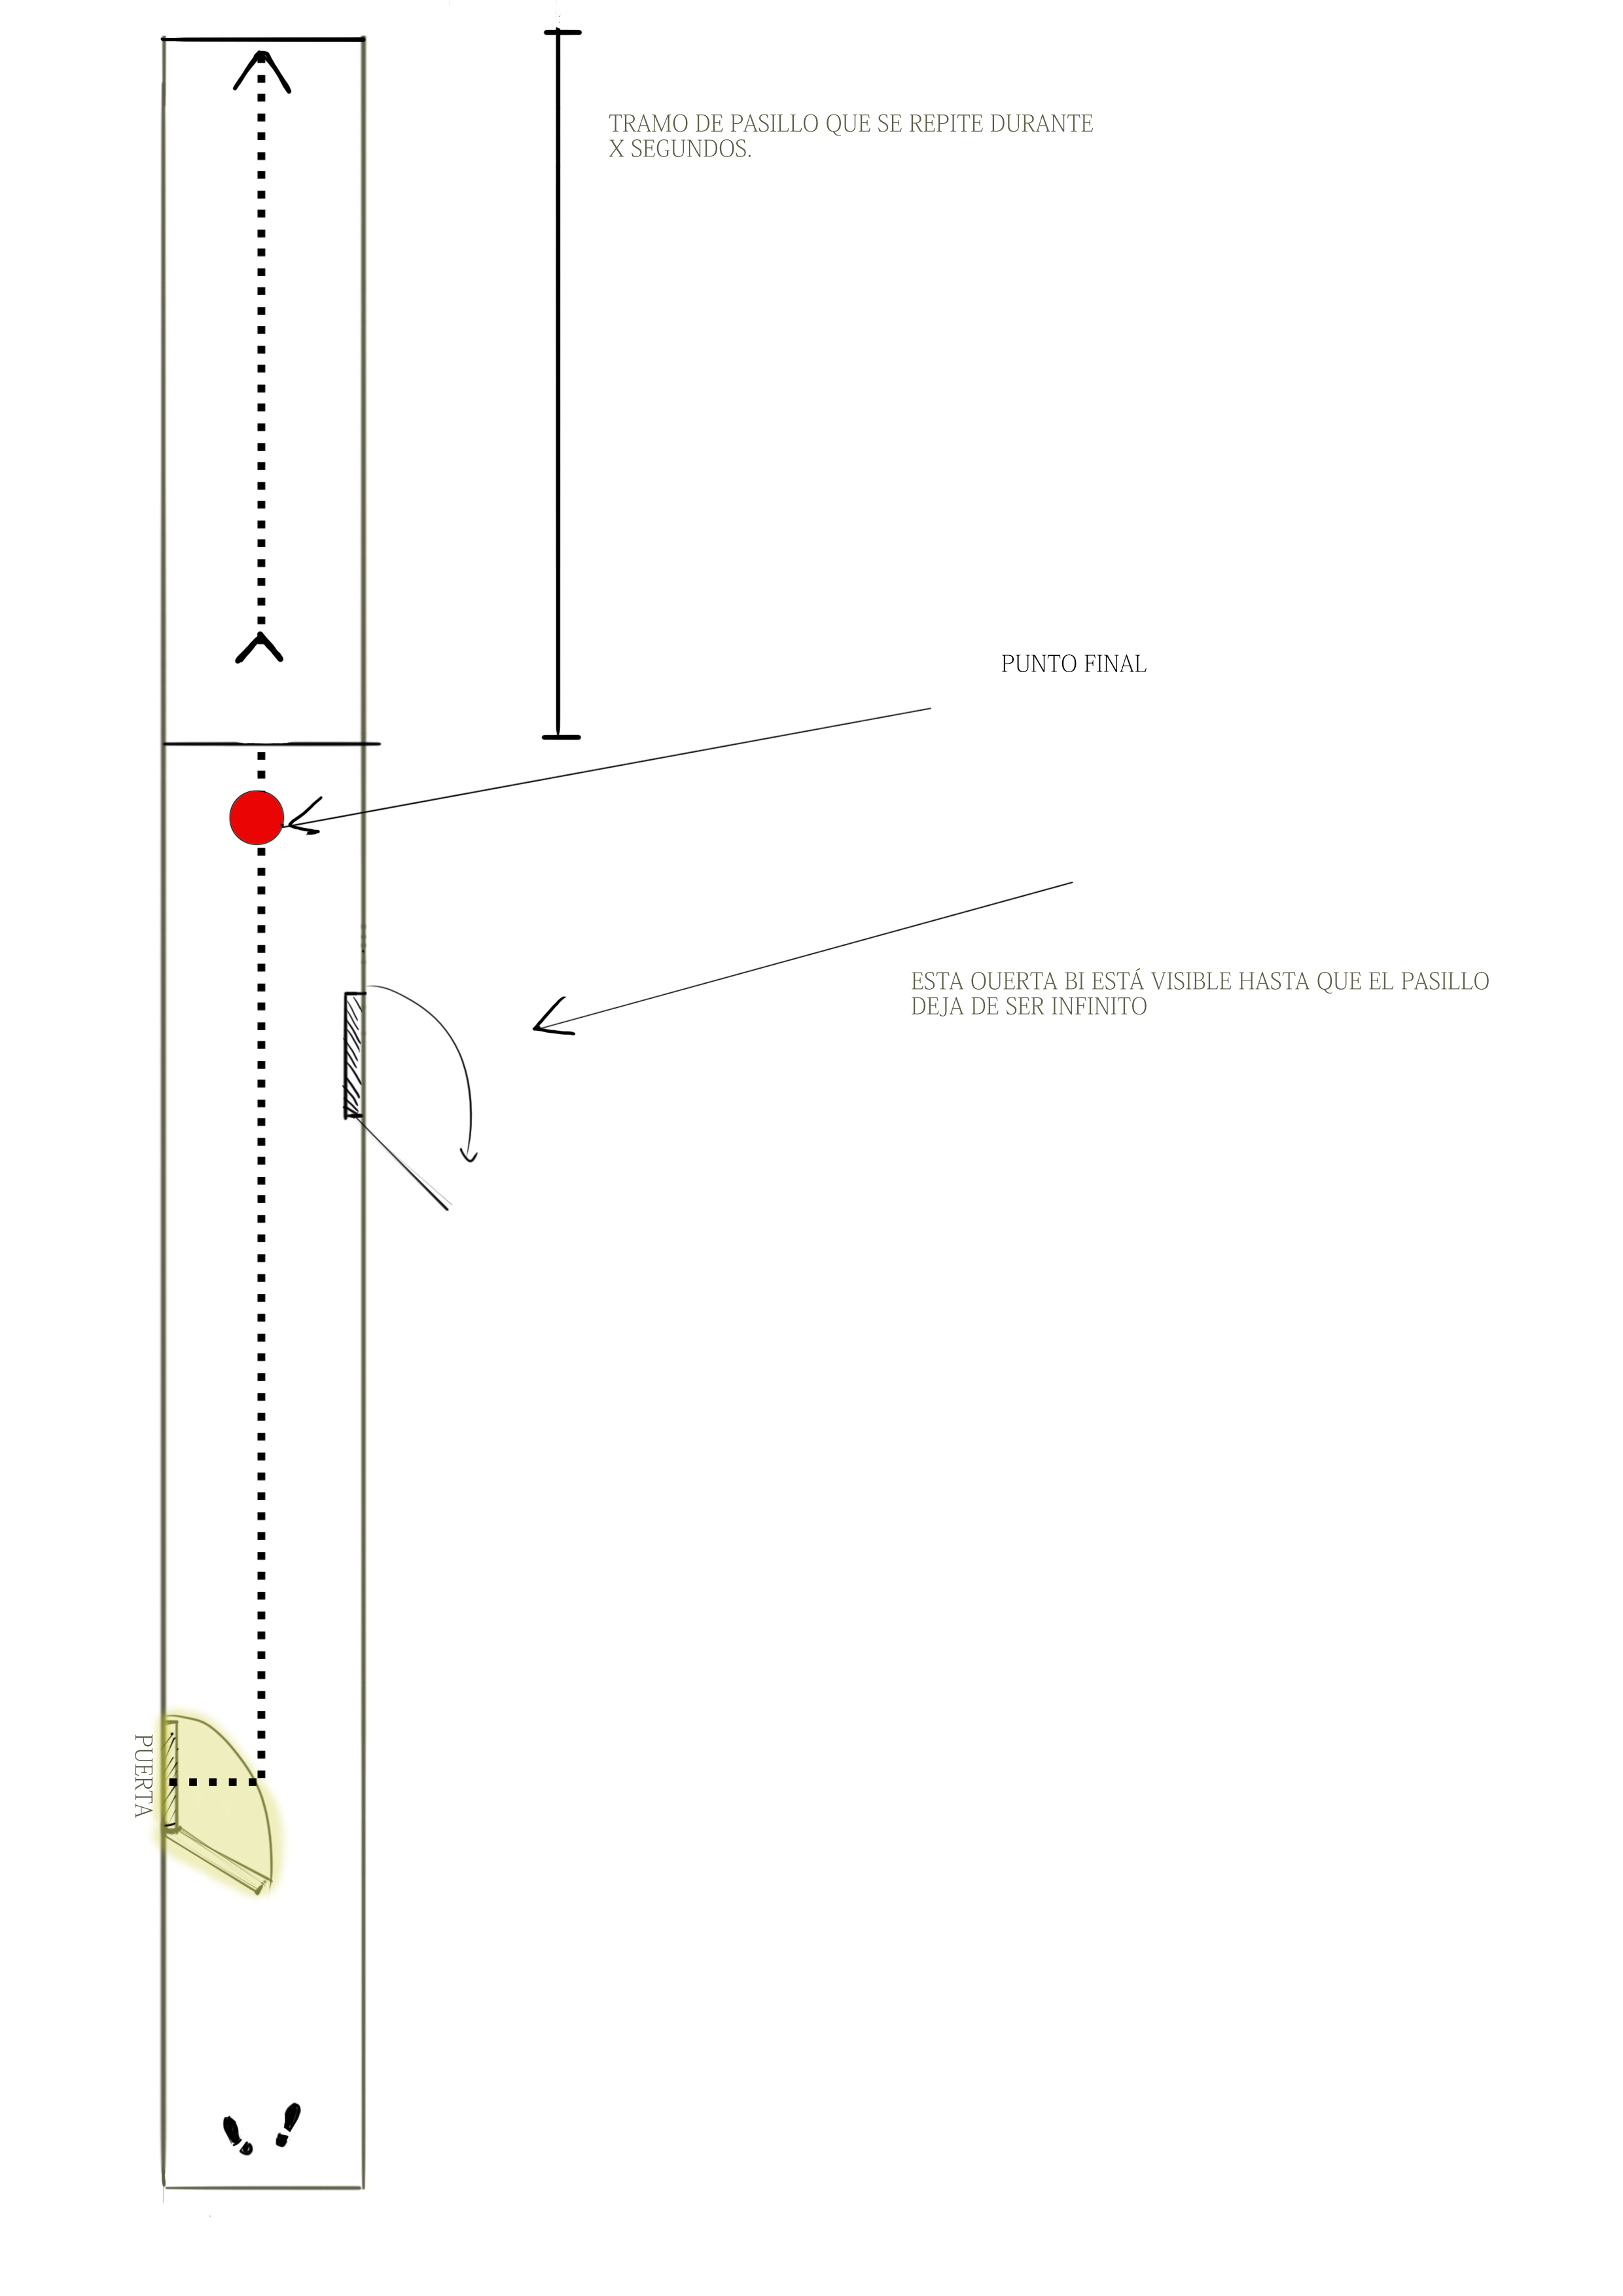 TRAMO DE PASILLO QUE SE REPITE DURANTE
X SEGUNDOS.
PUNTO FINAL
ESTA OUERTA BI ESTÁ VISIBLE HASTA QUE EL PASILLO
DEJA DE SER INFINITO
PUERTA